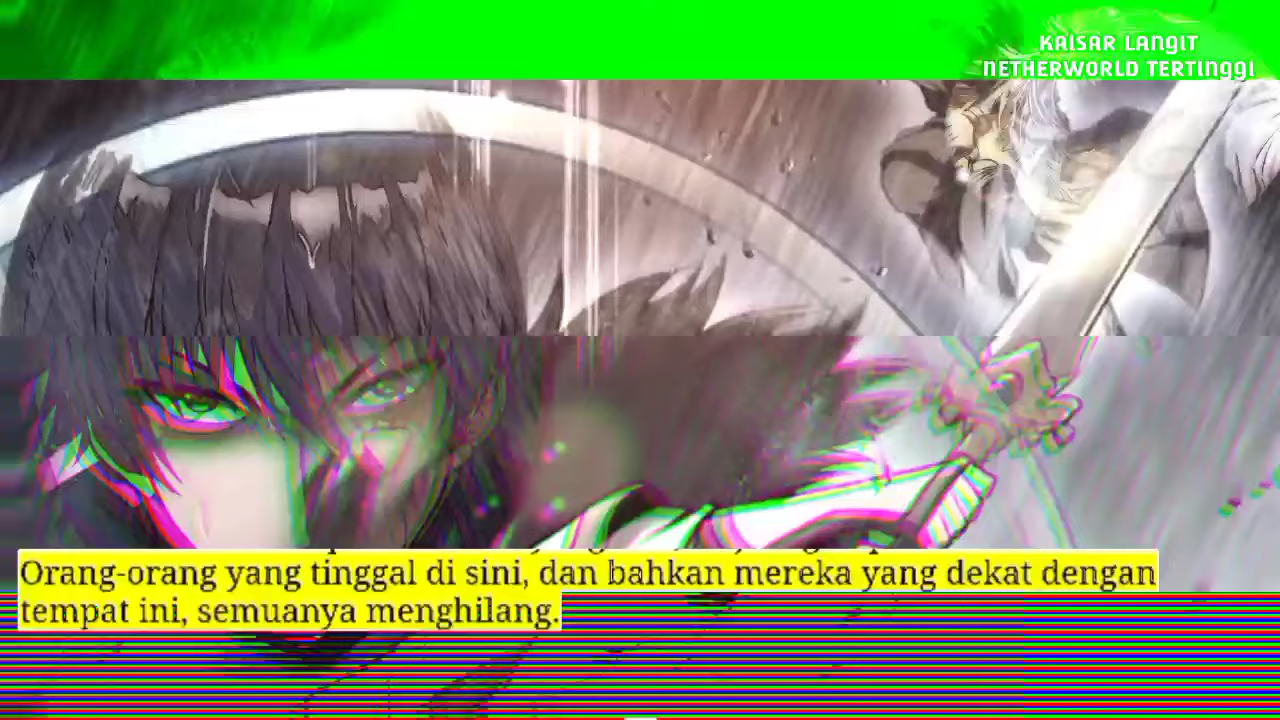 KAISAR LANGIT
NETHERWORLD TERTINGGI
Orang-orang yang tinggal di sini, dan bahkan mereka yang dekat dengan
tempat ini, semuanya menghilang.